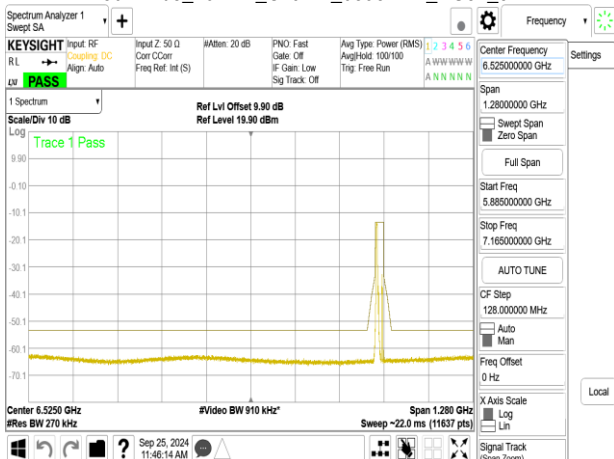 Spectrum Analyzer 1
Swept SA
Frequency
KEYSIGHT
RL
LXI
PASS
Input: RF
Coupling: DC
Align: Auto
Input Z: 50 Ω
Corr CCorr
Freq Ref: Int (S)
#Atten: 20 dB
PNO: Fast
Gate: Off
IF Gain: Low
Sig Track: Off
Avg Type: Power (RMS)
Avg|Hold: 100/100
Trig: Free Run
1 2 3 4 5 6
A W W W W W
A N N N N N
1 Spectrum
Scale/Div 10 dB
Log
Ref Lvl Offset 9.90 dB
Ref Level 19.90 dBm
Trace 1 Pass
9.90
-0.10
-10.1
-20.1
-30.1
-40.1
-50.1
-60.1
-70.1
Center 6.5250 GHz
#Res BW 270 kHz
#Video BW 910 kHz*
Span 1.280 GHz
Sweep ~22.0 ms (11637 pts)
Sep 25, 2024
11:46:14 AM
Center Frequency
6.525000000 GHz
Span
1.28000000 GHz
Swept Span
Zero Span
Full Span
Start Freq
5.885000000 GHz
Stop Freq
7.165000000 GHz
AUTO TUNE
CF Step
128.000000 MHz
Auto
Man
Freq Offset
0 Hz
X Axis Scale
Log
Lin
Signal Track
(Span Zoom)
Settings
Local